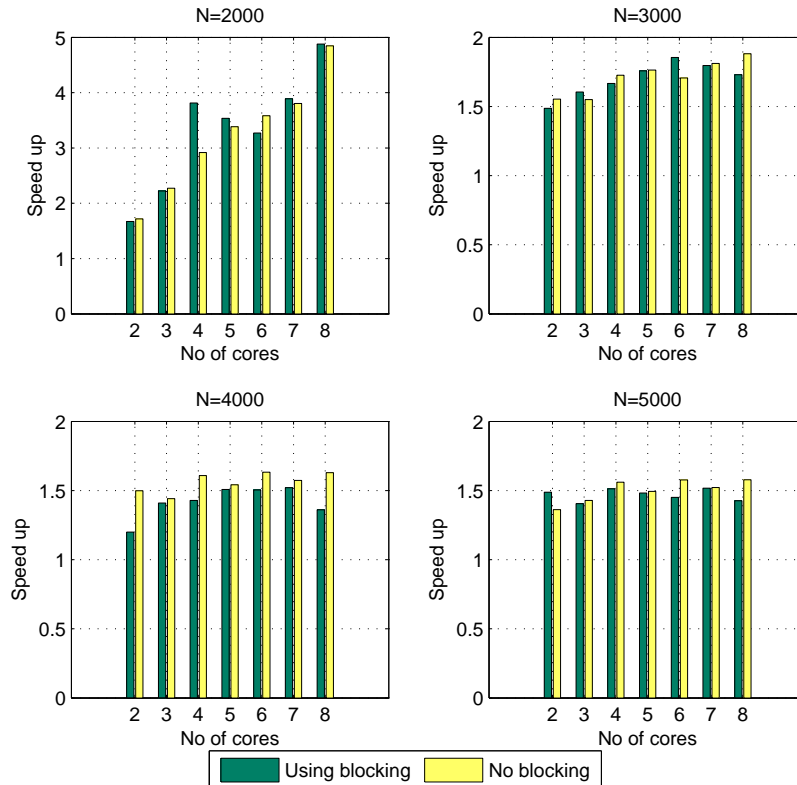 N=2000
5
4
3
2
1
0
Speed up
2 3 4 5 6 7 8
No of cores
N=3000
2
1.5
1
0.5
0
Speed up
2 3 4 5 6 7 8
No of cores
N=4000
2
1.5
1
0.5
0
Speed up
2 3 4 5 6 7 8
No of cores
N=5000
2
1.5
1
0.5
0
Speed up
2 3 4 5 6 7 8
No of cores
Using blocking
No blocking